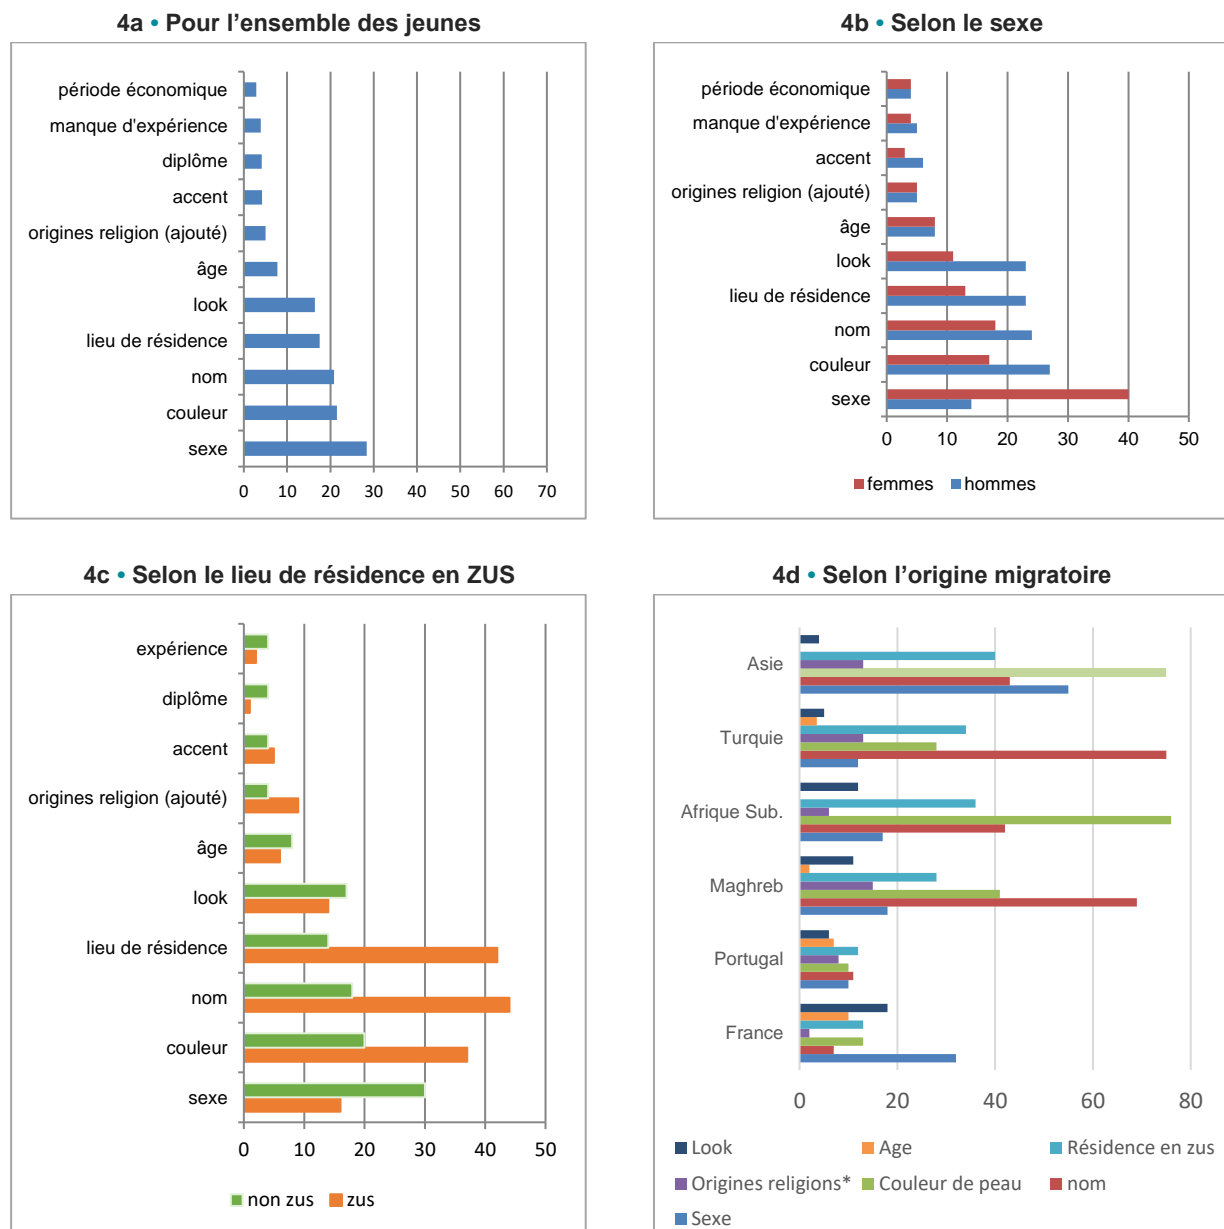 4a • Pour l'ensemble des jeunes
période économique
manque d'expérience
diplôme
accent
origines religion (ajouté)
âge
look
lieu de résidence
nom
couleur
sexe
0 10 20 30 40 50 60 70
4b • Selon le sexe
période économique
manque d'expérience
accent
origines religion (ajouté)
âge
look
lieu de résidence
nom
couleur
sexe
0 10 20 30 40 50
femmes hommes
4c • Selon le lieu de résidence en ZUS
expérience
diplôme
accent
origines religion (ajouté)
âge
look
lieu de résidence
nom
couleur
sexe
0 10 20 30 40 50
non zus zus
4d • Selon l'origine migratoire
Asie
Turquie
Afrique Sub.
Maghreb
Portugal
France
0 20 40 60 80
Look Age Résidence en zus
Origines religions* Couleur de peau nom
Sexe